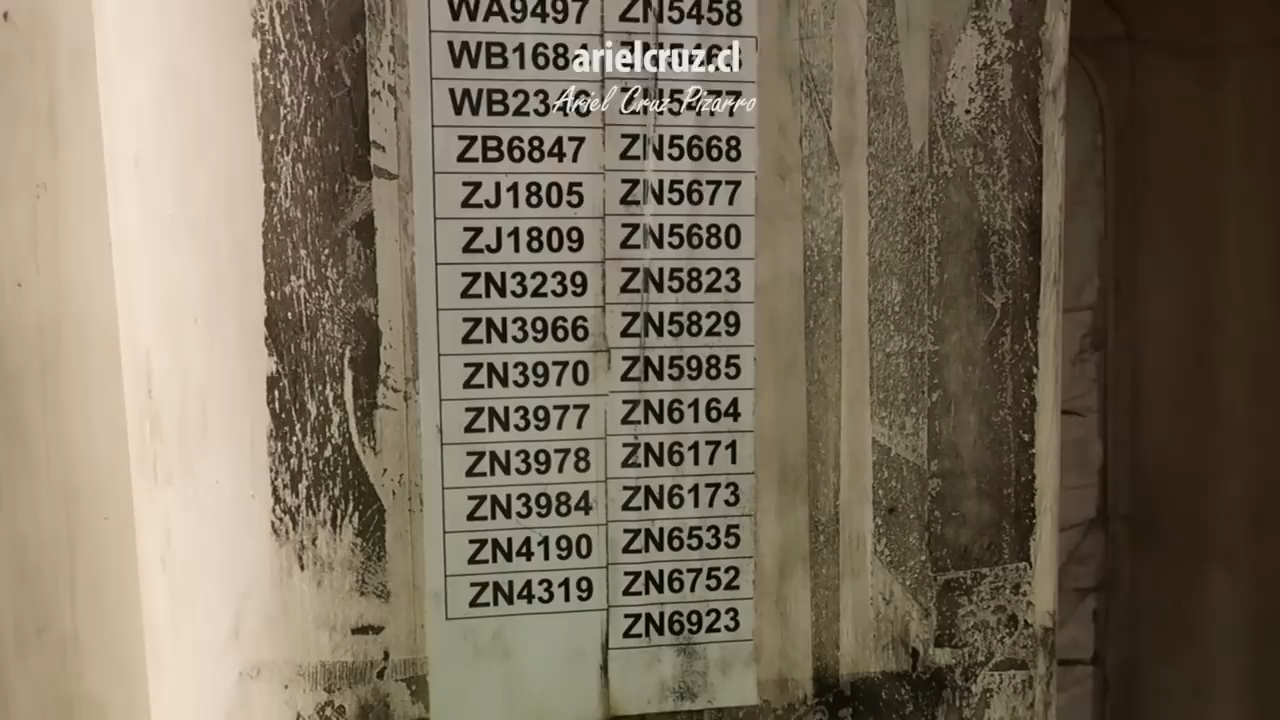 WA9497 ZN5458
WB1684
arielcruz.cl
Ariel Cruz Pizarro
ZB6847 ZN5668
ZJ1805 ZN5677
ZJ1809 ZN5680
ZN3239 ZN5823
ZN3966 ZN5829
ZN3970 ZN5985
ZN3977 ZN6164
ZN3978 ZN6171
ZN3984 ZN6173
ZN4190 ZN6535
ZN4319 ZN6752
ZN6923